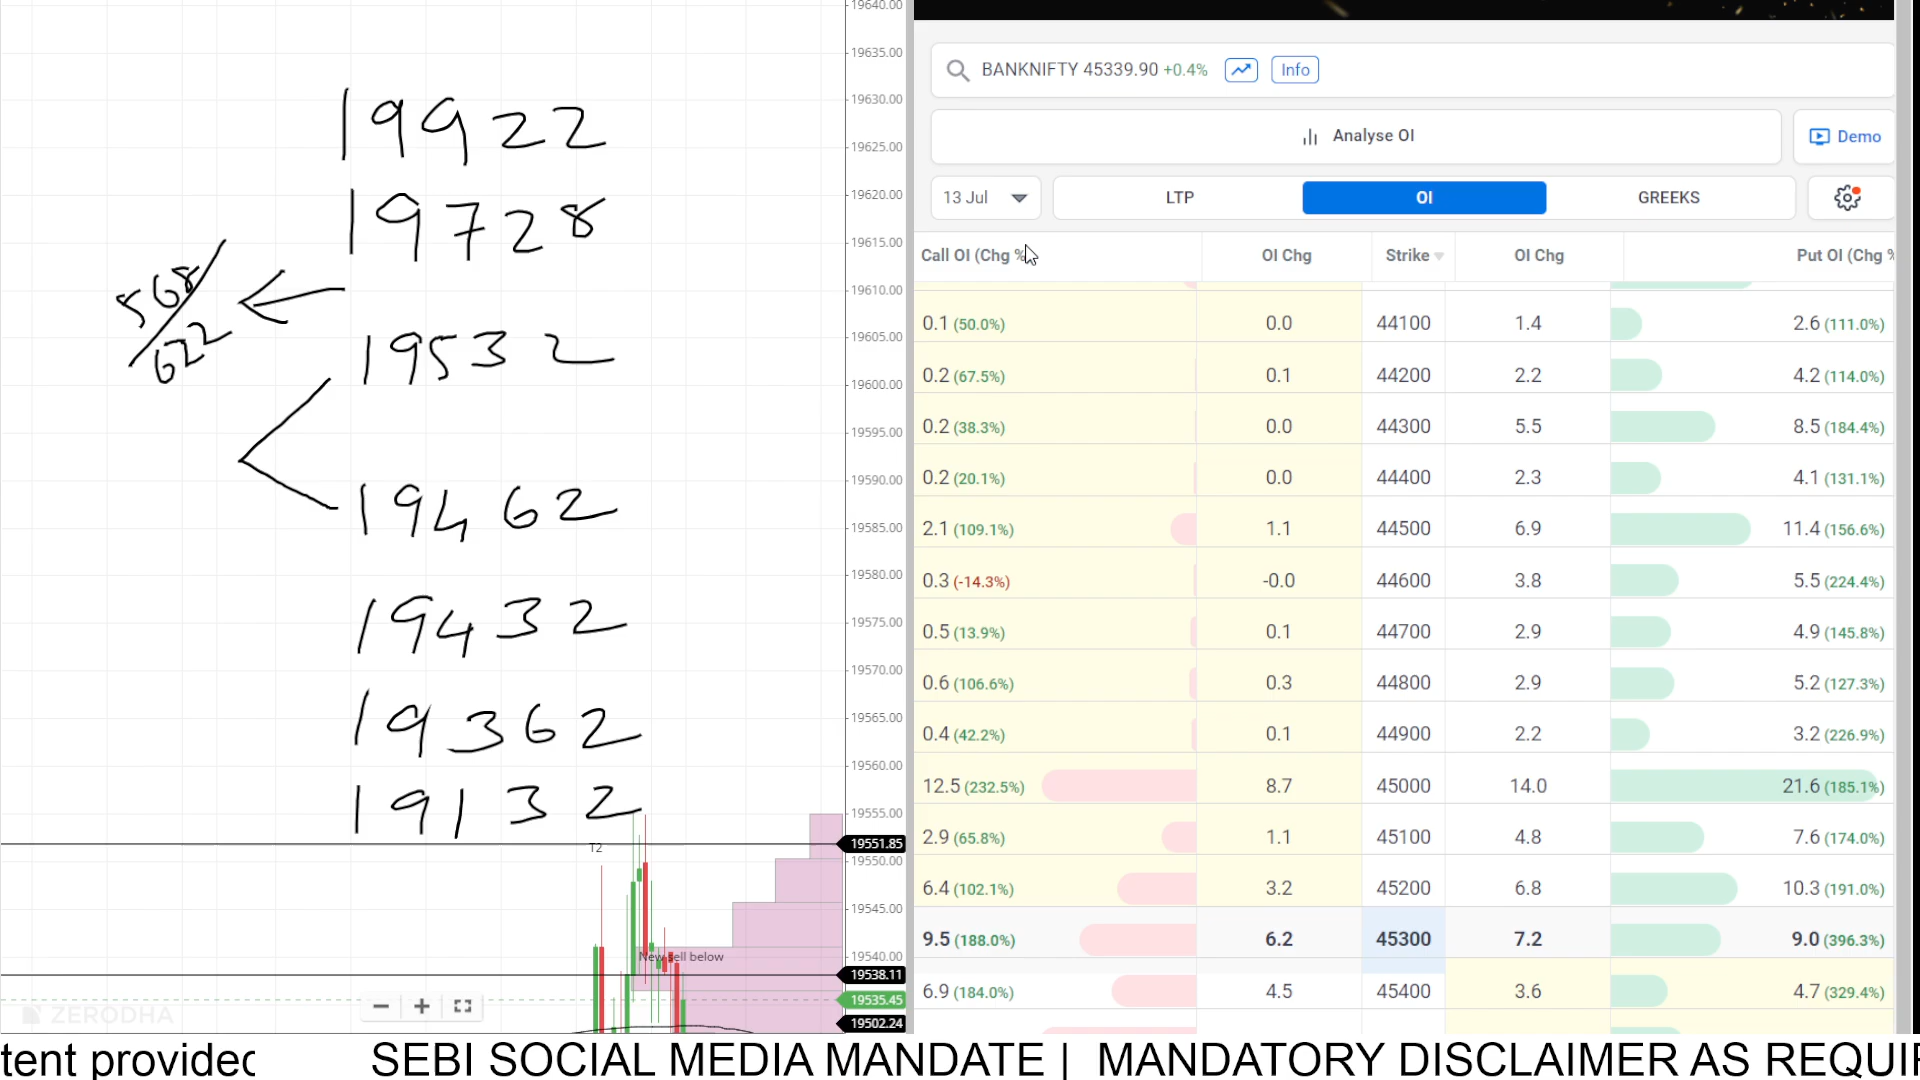 19640.00
19635.00
19630.00
19625.00
19620.00
19615.00
19610.00
19605.00
19600.00
19595.00
19590.00
19585.00
19580.00
19575.00
19570.00
19565.00
19560.00
19555.00
19551.85
19550.00
19545.00
19540.00
19538.11
19535.45
19502.24
19922
19728
568/622
19532
19462
19432
19362
19132
T2
New sell below
ZERODHA
BANKNIFTY 45339.90 +0.4% Info
Analyse OI Demo
13 Jul LTP OI GREEKS
Call OI (Chg % OI Chg Strike OI Chg Put OI (Chg %
0.1 (50.0%) 0.0 44100 1.4 2.6 (111.0%)
0.2 (67.5%) 0.1 44200 2.2 4.2 (114.0%)
0.2 (38.3%) 0.0 44300 5.5 8.5 (184.4%)
0.2 (20.1%) 0.0 44400 2.3 4.1 (131.1%)
2.1 (109.1%) 1.1 44500 6.9 11.4 (156.6%)
0.3 (-14.3%) -0.0 44600 3.8 5.5 (224.4%)
0.5 (13.9%) 0.1 44700 2.9 4.9 (145.8%)
0.6 (106.6%) 0.3 44800 2.9 5.2 (127.3%)
0.4 (42.2%) 0.1 44900 2.2 3.2 (226.9%)
12.5 (232.5%) 8.7 45000 14.0 21.6 (185.1%)
2.9 (65.8%) 1.1 45100 4.8 7.6 (174.0%)
6.4 (102.1%) 3.2 45200 6.8 10.3 (191.0%)
9.5 (188.0%) 6.2 45300 7.2 9.0 (396.3%)
6.9 (184.0%) 4.5 45400 3.6 4.7 (329.4%)
tent provided SEBI SOCIAL MEDIA MANDATE | MANDATORY DISCLAIMER AS REQUI